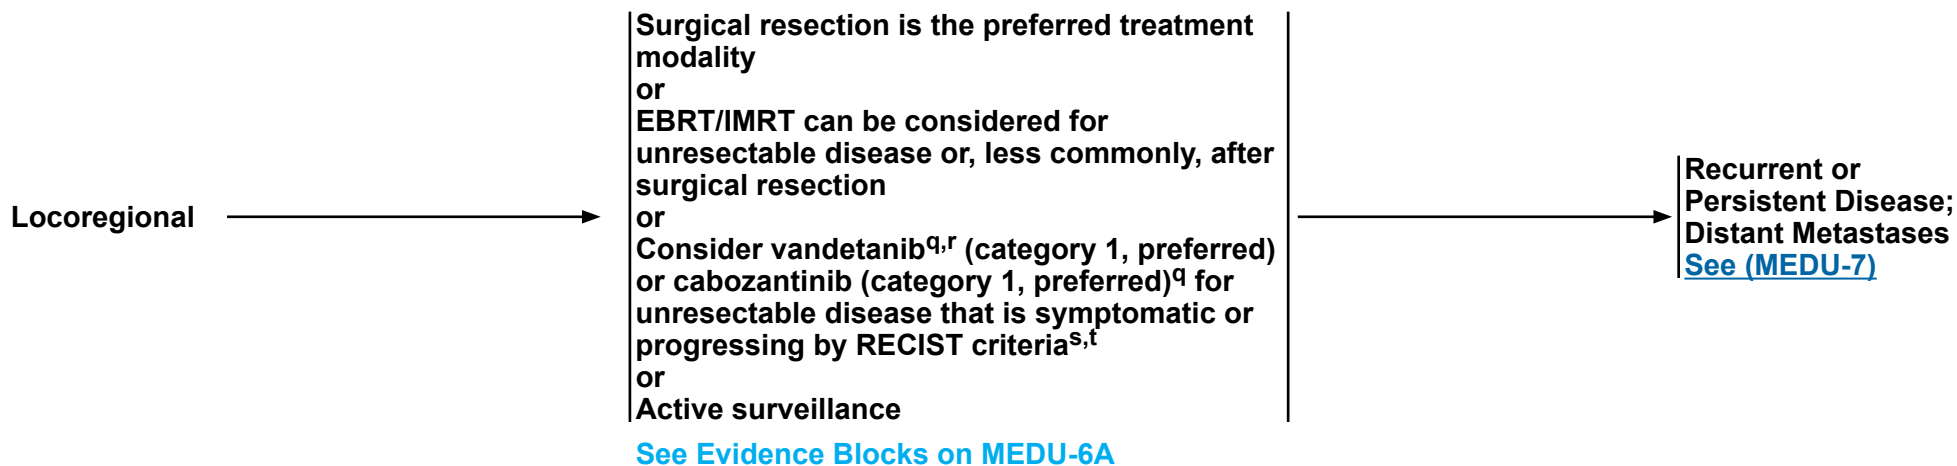 Locoregional
Surgical resection is the preferred treatment
modality
or
EBRT/IMRT can be considered for
unresectable disease or, less commonly, after
surgical resection
or
Consider vandetanib^q,r (category 1, preferred)
or cabozantinib (category 1, preferred)^q for
unresectable disease that is symptomatic or
progressing by RECIST criteria^s,t
or
Active surveillance
See Evidence Blocks on MEDU-6A
Recurrent or
Persistent Disease;
Distant Metastases
See (MEDU-7)